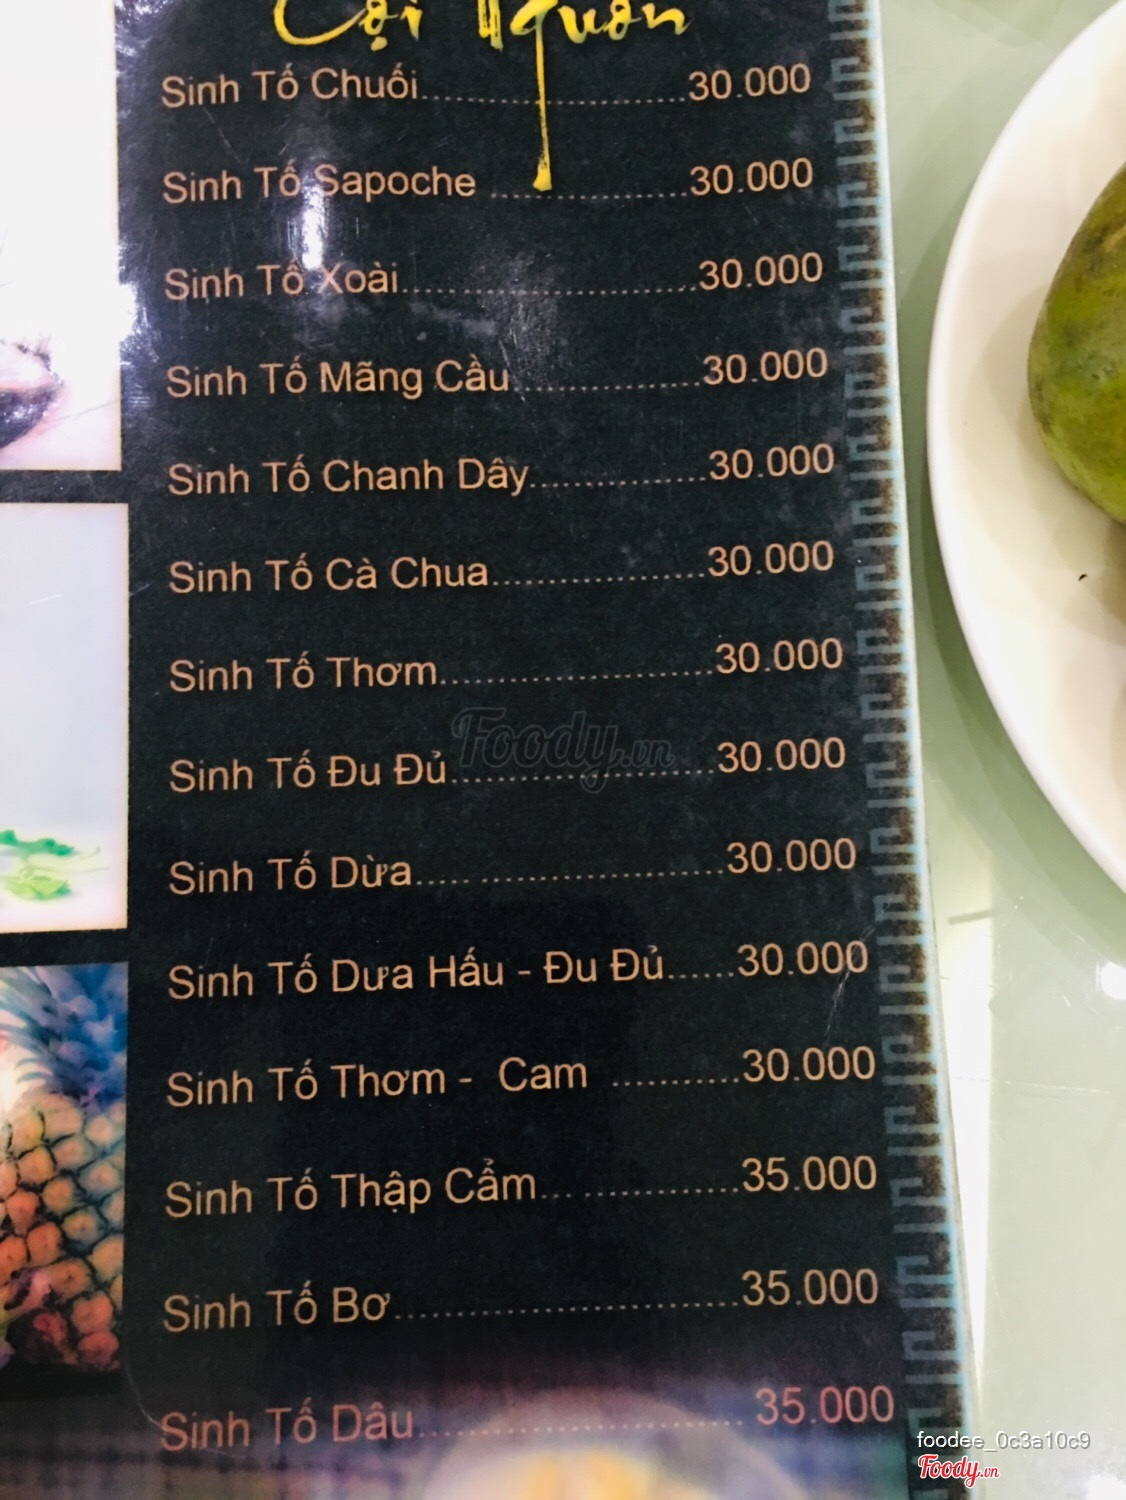 Cội Nguồn
Sinh Tố Chuối........................30.000
Sinh Tố Sapoche ..................30.000
Sinh Tố Xoài..........................30.000
Sinh Tố Mãng Cầu................30.000
Sinh Tố Chanh Dây...............30.000
Sinh Tố Cà Chua...................30.000
Sinh Tố Thơm........................30.000
Sinh Tố Đu Đủ.......................30.000
Sinh Tố Dừa...........................30.000
Sinh Tố Dưa Hấu - Đu Đủ......30.000
Sinh Tố Thơm - Cam ...........30.000
Sinh Tố Thập Cẩm.................35.000
Sinh Tố Bơ.............................35.000
Sinh Tố Dâu........................... 35.000
Foody.vn
foodee_0c3a10c9
Foody.vn